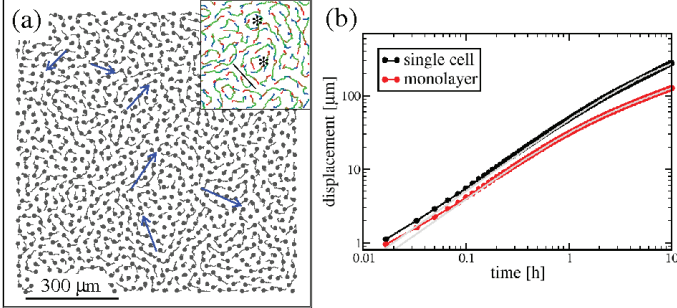 (a)
* 
*
300 μm
(b)
single cell
monolayer
displacement [μm]
100
10
1
0.01
0.1
1
10
time [h]